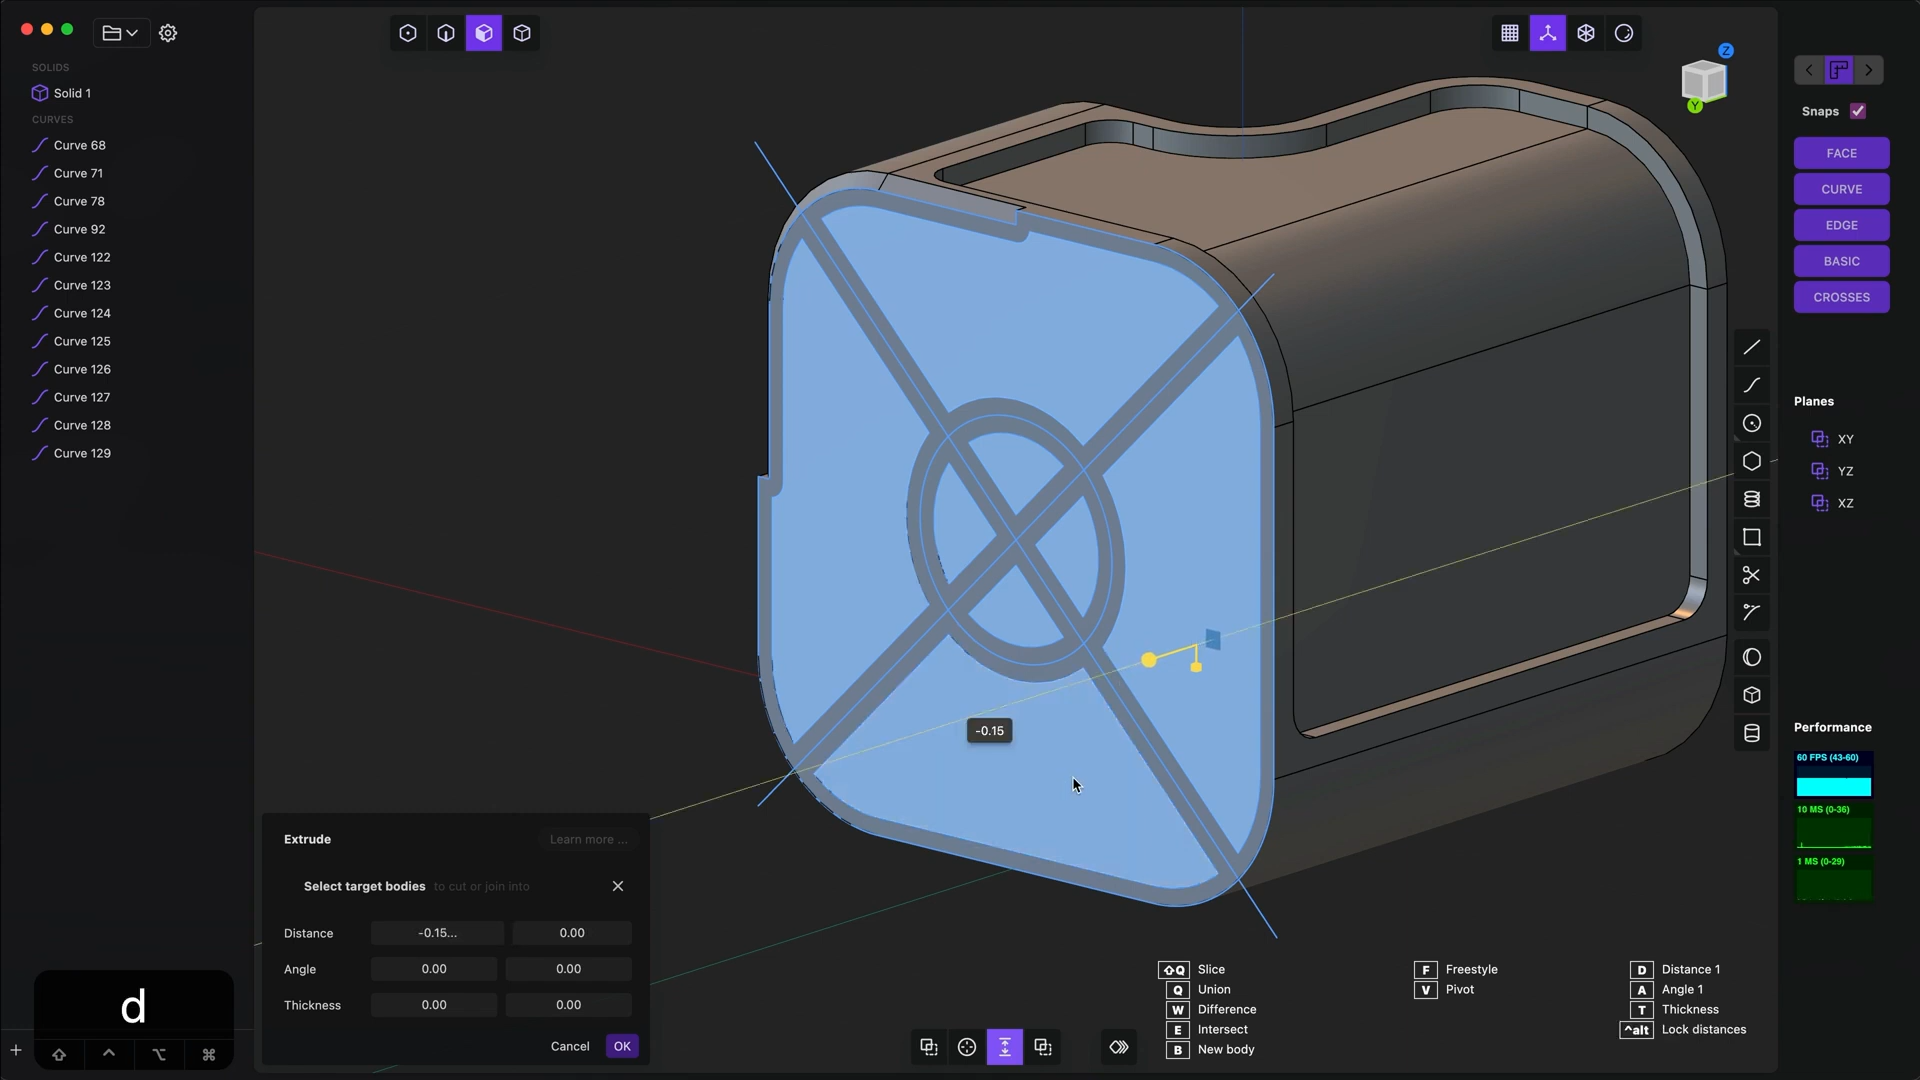 SOLIDS
Solid 1
CURVES
Curve 68
Curve 71
Curve 78
Curve 92
Curve 122
Curve 123
Curve 124
Curve 125
Curve 126
Curve 127
Curve 128
Curve 129
Z
Y
Snaps
FACE
CURVE
EDGE
BASIC
CROSSES
Planes
XY
YZ
XZ
Performance
60 FPS (43-60)
10 MS (0-36)
1 MS (0-29)
-0.15
Extrude
Learn more ...
Select target bodies to cut or join into
Distance -0.15... 0.00
Angle 0.00 0.00
Thickness 0.00 0.00
Cancel OK
d
⇧Q Slice
Q Union
W Difference
E Intersect
B New body
F Freestyle
V Pivot
D Distance 1
A Angle 1
T Thickness
^alt Lock distances